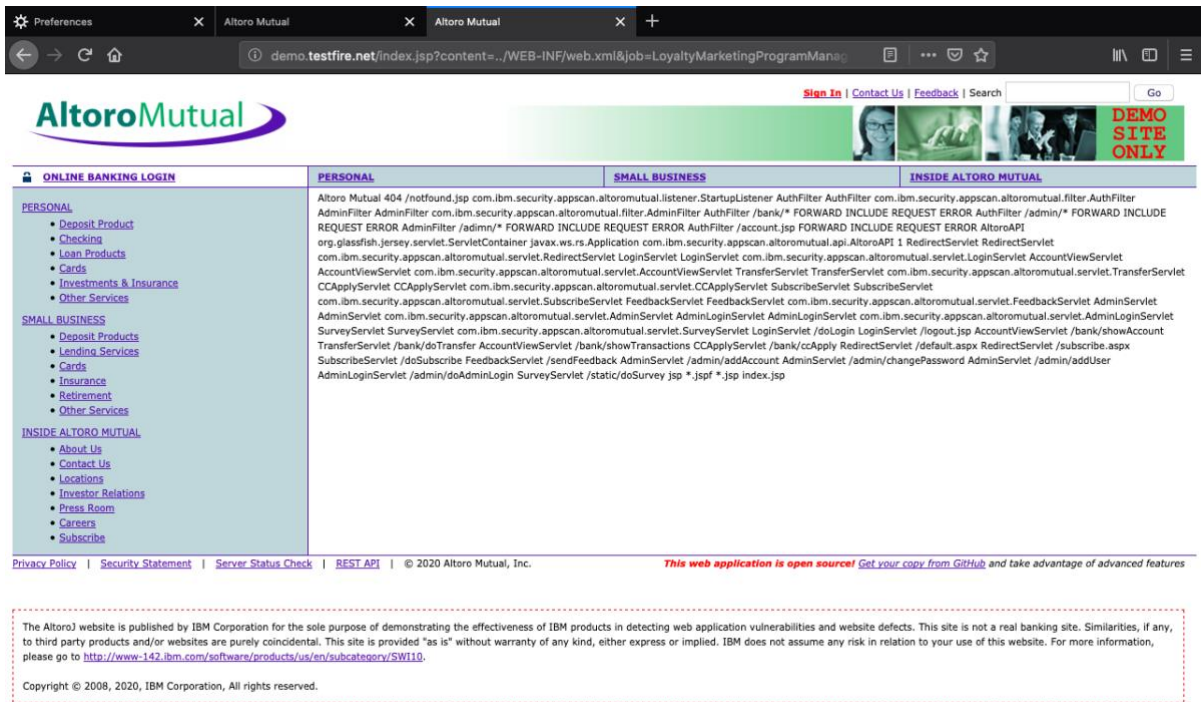 Preferences
Altoro Mutual
Altoro Mutual
demo.testfire.net/index.jsp?content=../WEB-INF/web.xml&job=LoyaltyMarketingProgramManag
Sign In | Contact Us | Feedback | Search
Go
AltoroMutual
DEMO
SITE
ONLY
ONLINE BANKING LOGIN
PERSONAL
SMALL BUSINESS
INSIDE ALTORO MUTUAL
PERSONAL
Deposit Product
Checking
Loan Products
Cards
Investments & Insurance
Other Services
SMALL BUSINESS
Deposit Products
Lending Services
Cards
Insurance
Retirement
Other Services
INSIDE ALTORO MUTUAL
About Us
Contact Us
Locations
Investor Relations
Press Room
Careers
Subscribe
Altoro Mutual 404 /notfound.jsp com.ibm.security.appscan.altoromutual.listener.StartupListener AuthFilter AuthFilter com.ibm.security.appscan.altoromutual.filter.AuthFilter
AdminFilter AdminFilter com.ibm.security.appscan.altoromutual.filter.AdminFilter AuthFilter /bank/* FORWARD INCLUDE REQUEST ERROR AuthFilter /admin/* FORWARD INCLUDE
REQUEST ERROR AdminFilter /adimn/* FORWARD INCLUDE REQUEST ERROR AuthFilter /account.jsp FORWARD INCLUDE REQUEST ERROR AltoroAPI
org.glassfish.jersey.servlet.ServletContainer javax.ws.rs.Application com.ibm.security.appscan.altoromutual.api.AltoroAPI 1 RedirectServlet RedirectServlet
com.ibm.security.appscan.altoromutual.servlet.RedirectServlet LoginServlet LoginServlet com.ibm.security.appscan.altoromutual.servlet.LoginServlet AccountViewServlet
AccountViewServlet com.ibm.security.appscan.altoromutual.servlet.AccountViewServlet TransferServlet TransferServlet com.ibm.security.appscan.altoromutual.servlet.TransferServlet
CCApplyServlet CCApplyServlet com.ibm.security.appscan.altoromutual.servlet.CCApplyServlet SubscribeServlet SubscribeServlet
com.ibm.security.appscan.altoromutual.servlet.SubscribeServlet FeedbackServlet FeedbackServlet com.ibm.security.appscan.altoromutual.servlet.FeedbackServlet AdminServlet
AdminServlet com.ibm.security.appscan.altoromutual.servlet.AdminServlet AdminLoginServlet AdminLoginServlet com.ibm.security.appscan.altoromutual.servlet.AdminLoginServlet
SurveyServlet SurveyServlet com.ibm.security.appscan.altoromutual.servlet.SurveyServlet LoginServlet /doLogin LoginServlet /logout.jsp AccountViewServlet /bank/showAccount
TransferServlet /bank/doTransfer AccountViewServlet /bank/showTransactions CCApplyServlet /bank/ccApply RedirectServlet /default.aspx RedirectServlet /subscribe.aspx
SubscribeServlet /doSubscribe FeedbackServlet /sendFeedback AdminServlet /admin/addAccount AdminServlet /admin/changePassword AdminServlet /admin/addUser
AdminLoginServlet /admin/doAdminLogin SurveyServlet /static/doSurvey jsp *.jspf *.jsp index.jsp
Privacy Policy | Security Statement | Server Status Check | REST API | © 2020 Altoro Mutual, Inc.
This web application is open source! Get your copy from GitHub and take advantage of advanced features
The AltoroJ website is published by IBM Corporation for the sole purpose of demonstrating the effectiveness of IBM products in detecting web application vulnerabilities and website defects. This site is not a real banking site. Similarities, if any,
to third party products and/or websites are purely coincidental. This site is provided "as is" without warranty of any kind, either express or implied. IBM does not assume any risk in relation to your use of this website. For more information,
please go to http://www-142.ibm.com/software/products/us/en/subcategory/SWI10.
Copyright © 2008, 2020, IBM Corporation, All rights reserved.